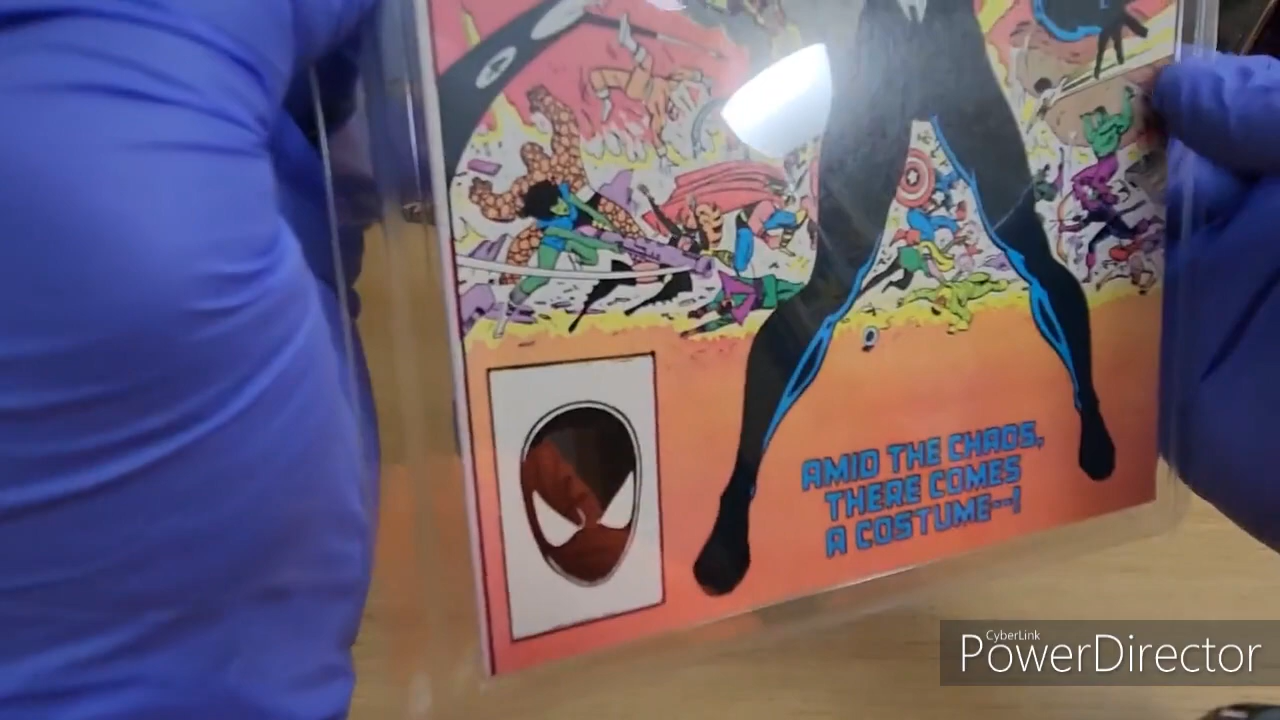 AMID THE CHAOS,
THERE COMES
A COSTUME--!
CyberLink
PowerDirector